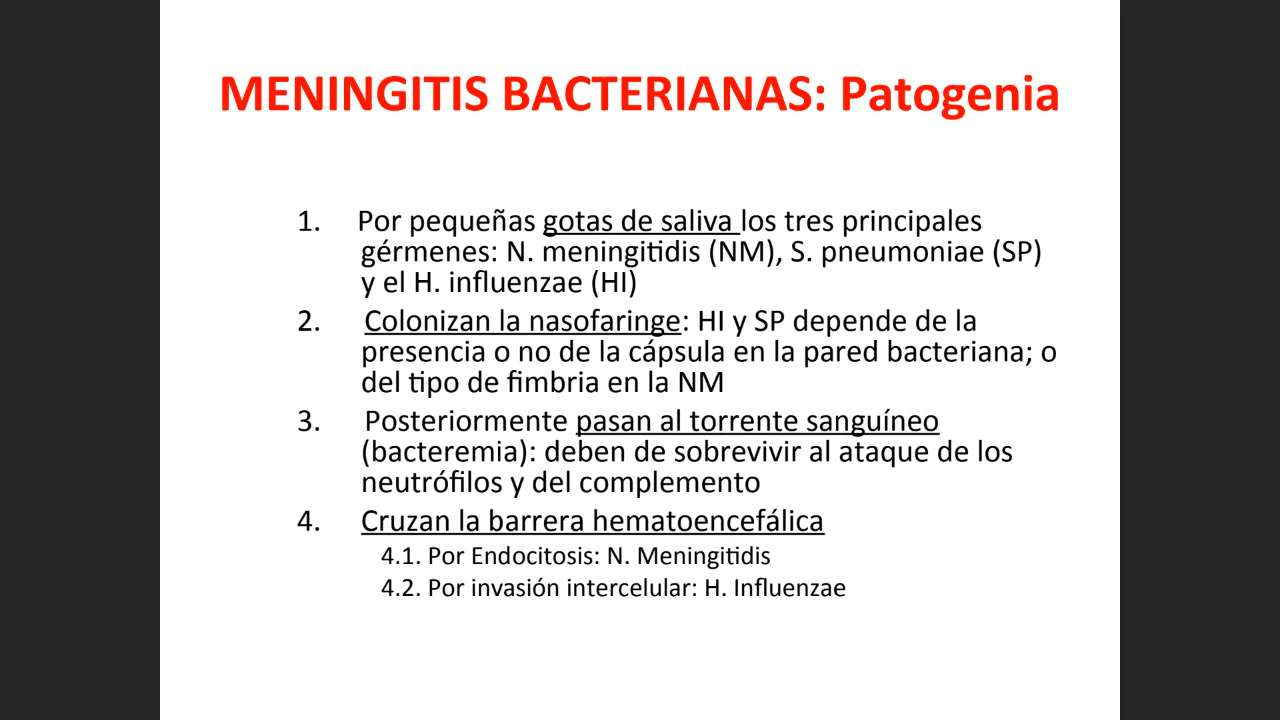 MENINGITIS BACTERIANAS: Patogenia
1. Por pequeñas gotas de saliva los tres principales
gérmenes: N. meningitidis (NM), S. pneumoniae (SP)
y el H. influenzae (HI)
2. Colonizan la nasofaringe: HI y SP depende de la
presencia o no de la cápsula en la pared bacteriana; o
del tipo de fimbria en la NM
3. Posteriormente pasan al torrente sanguíneo
(bacteremia): deben de sobrevivir al ataque de los
neutrófilos y del complemento
4. Cruzan la barrera hematoencefálica
4.1. Por Endocitosis: N. Meningitidis
4.2. Por invasión intercelular: H. Influenzae